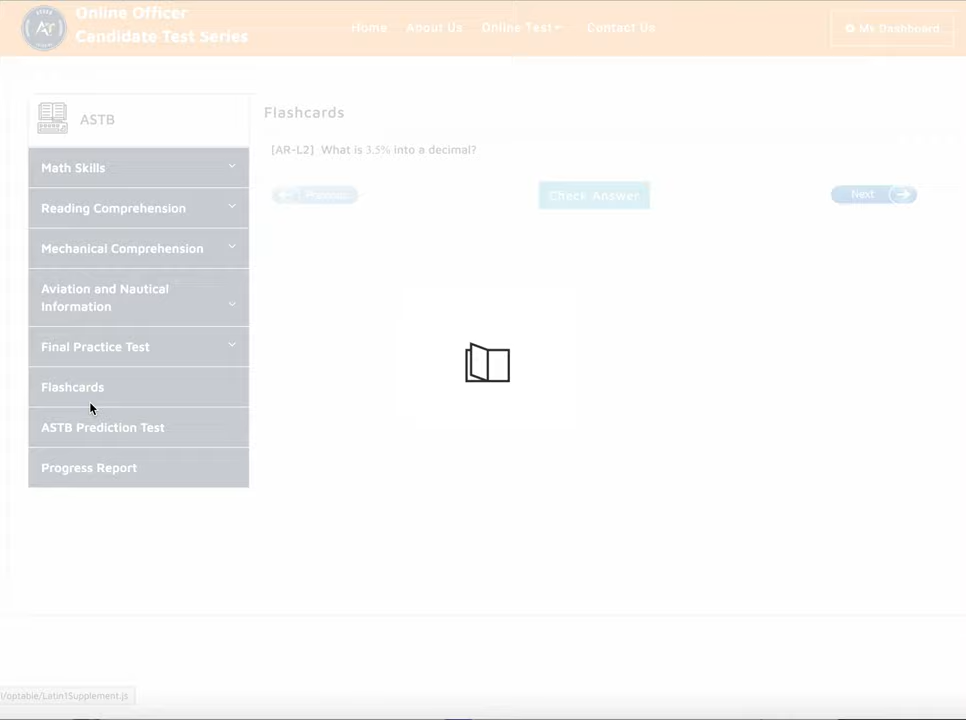 Online Officer
Candidate Test Series
Home
About Us
Online Test
Contact Us
My Dashboard
ASTB
Flashcards
[AR-L2] What is 3.5% into a decimal?
Previous
Check Answer
Next
Math Skills
Reading Comprehension
Mechanical Comprehension
Aviation and Nautical
Information
Final Practice Test
Flashcards
ASTB Prediction Test
Progress Report
l/optable/Latin1Supplement.js